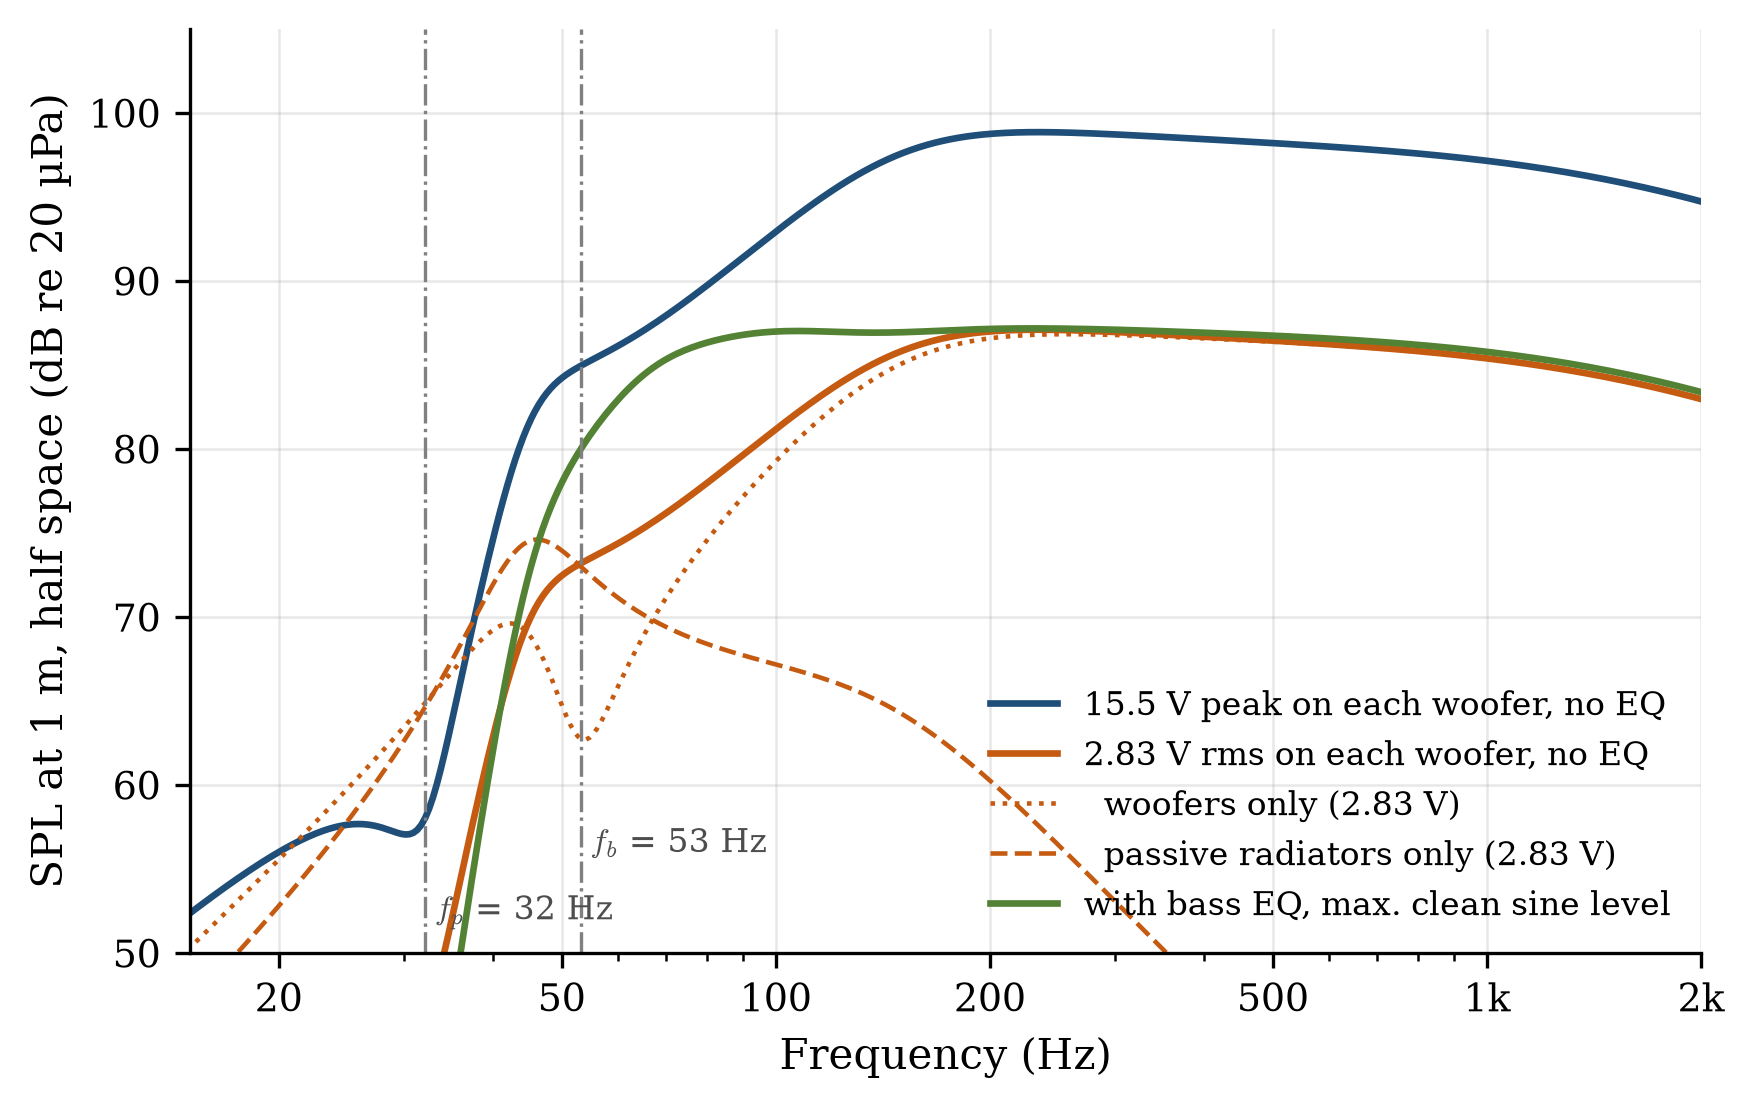 SPL at 1 m, half space (dB re 20 µPa)
100
90
80
70
60
50
15.5 V peak on each woofer, no EQ
2.83 V rms on each woofer, no EQ
woofers only (2.83 V)
passive radiators only (2.83 V)
with bass EQ, max. clean sine level
f_b = 53 Hz
f_p = 32 Hz
20 50 100 200 500 1k 2k
Frequency (Hz)